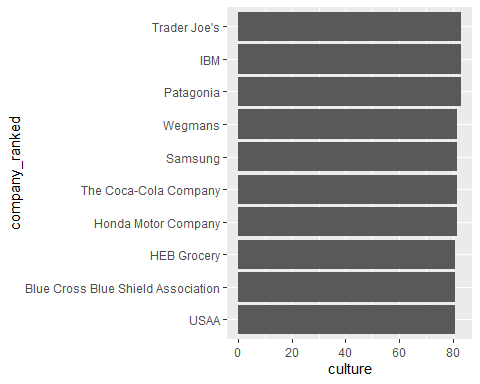 company_ranked
Trader Joe's
IBM
Patagonia
Wegmans
Samsung
The Coca-Cola Company
Honda Motor Company
HEB Grocery
Blue Cross Blue Shield Association
USAA
0 20 40 60 80
culture